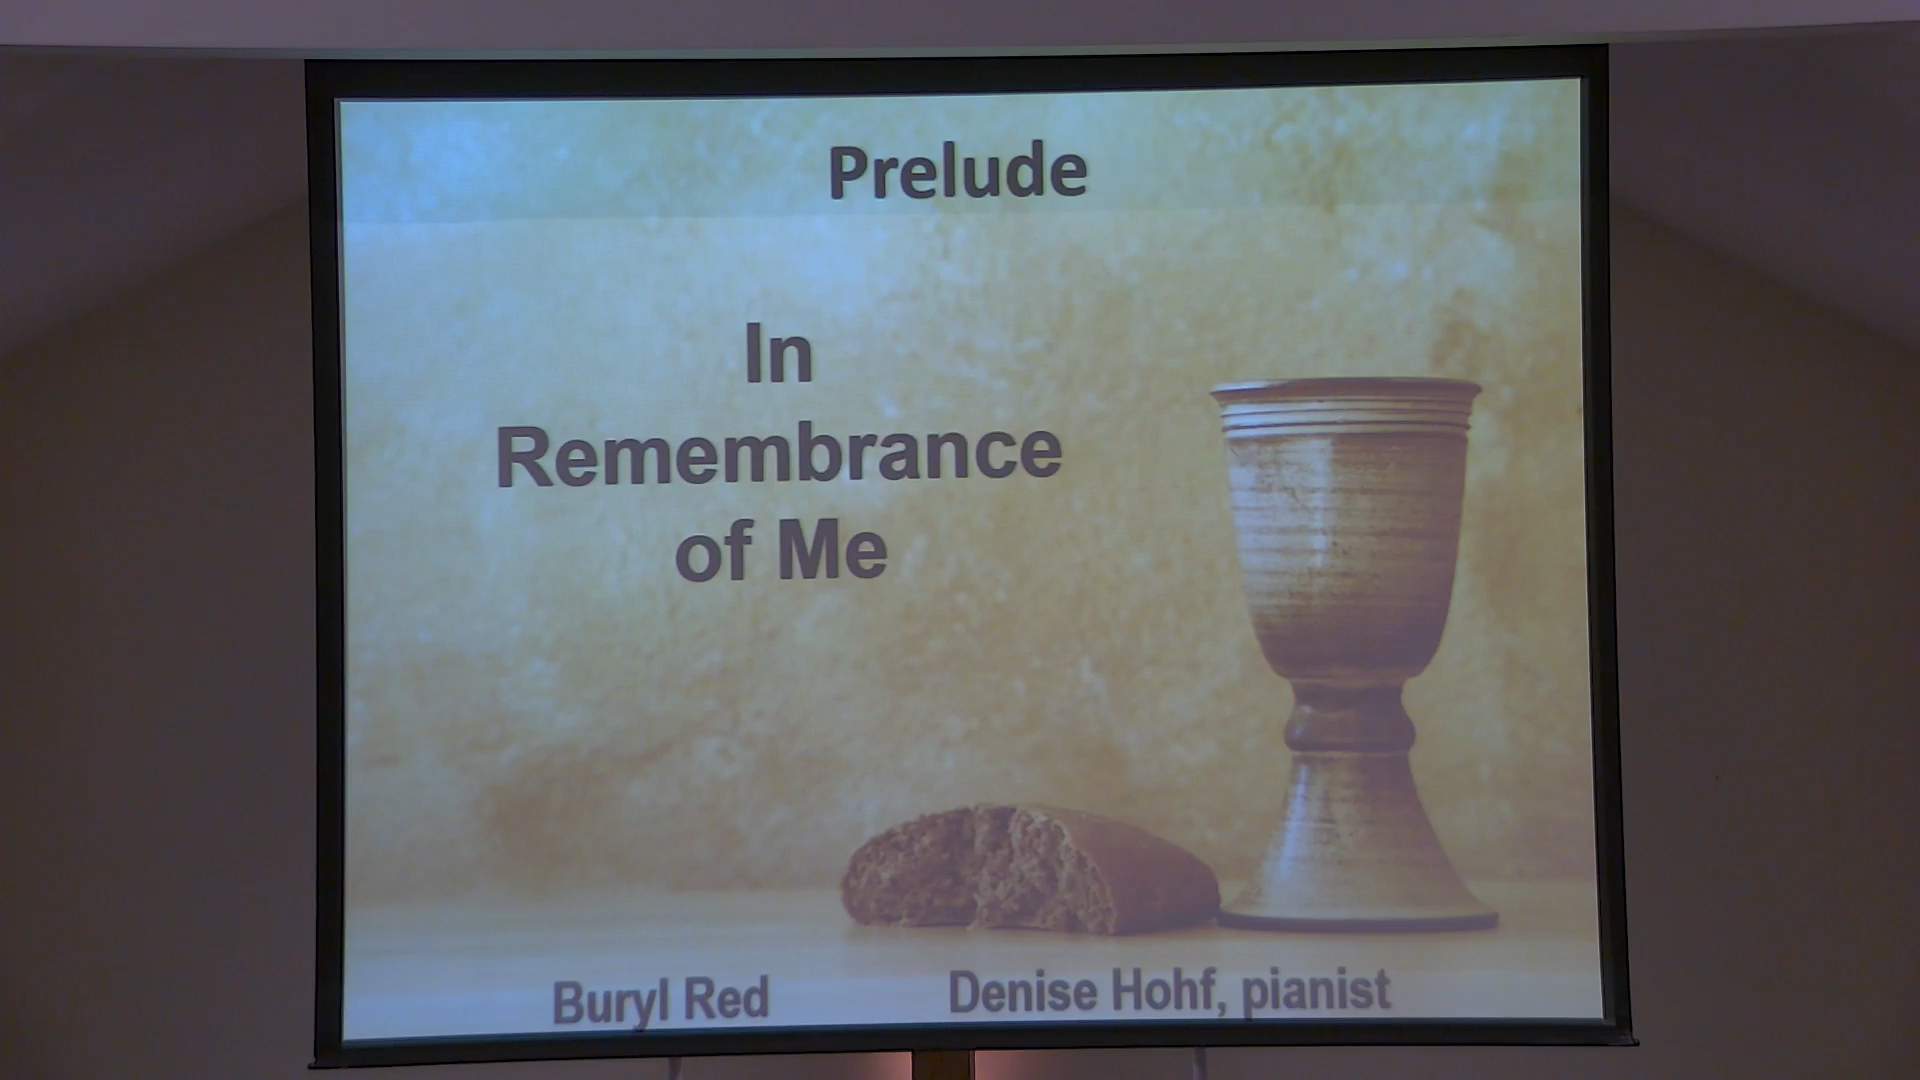 Prelude
In
Remembrance
of Me
Buryl Red
Denise Hohf, pianist